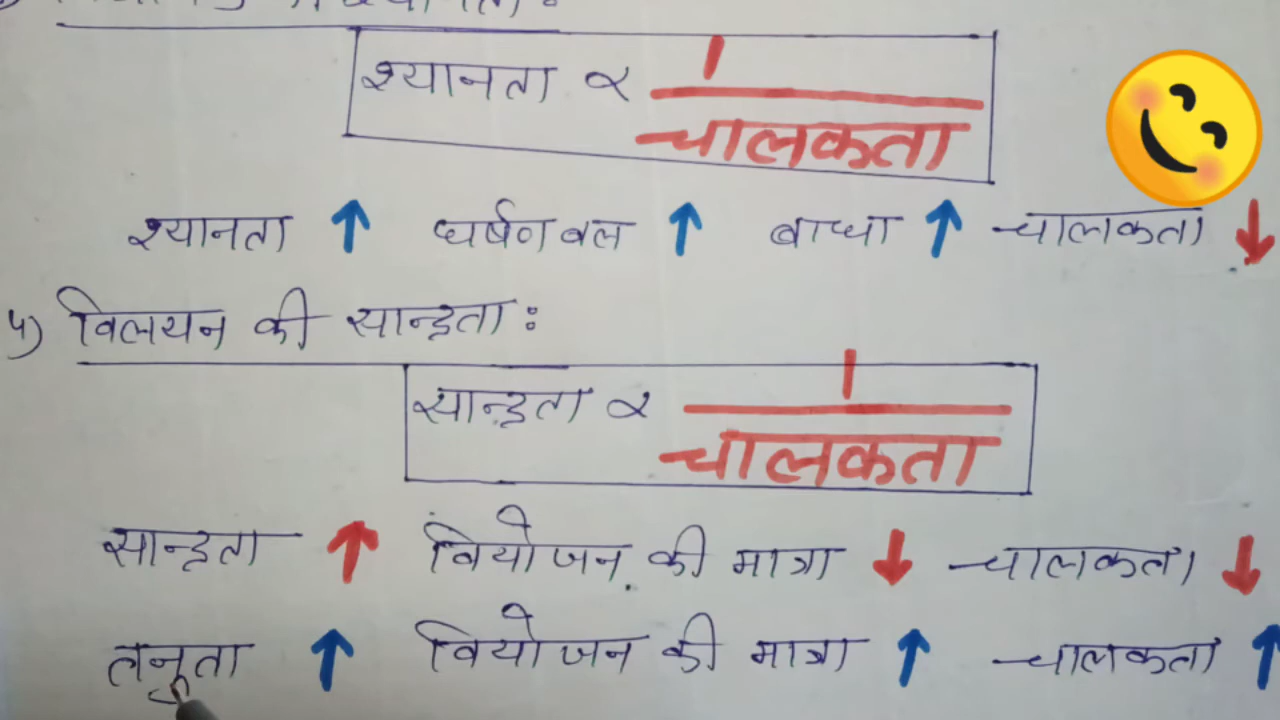 श्यानता ∝ 1
चालकता
श्यानता ↑ घर्षण बल ↑ बाधा ↑ चालकता ↓
५) विलयन की सान्द्रता :
सान्द्रता ∝ 1
चालकता
सान्द्रता ↑ वियोजन की मात्रा ↓ चालकता ↓
तनुता ↑ वियोजन की मात्रा ↑ चालकता ↑